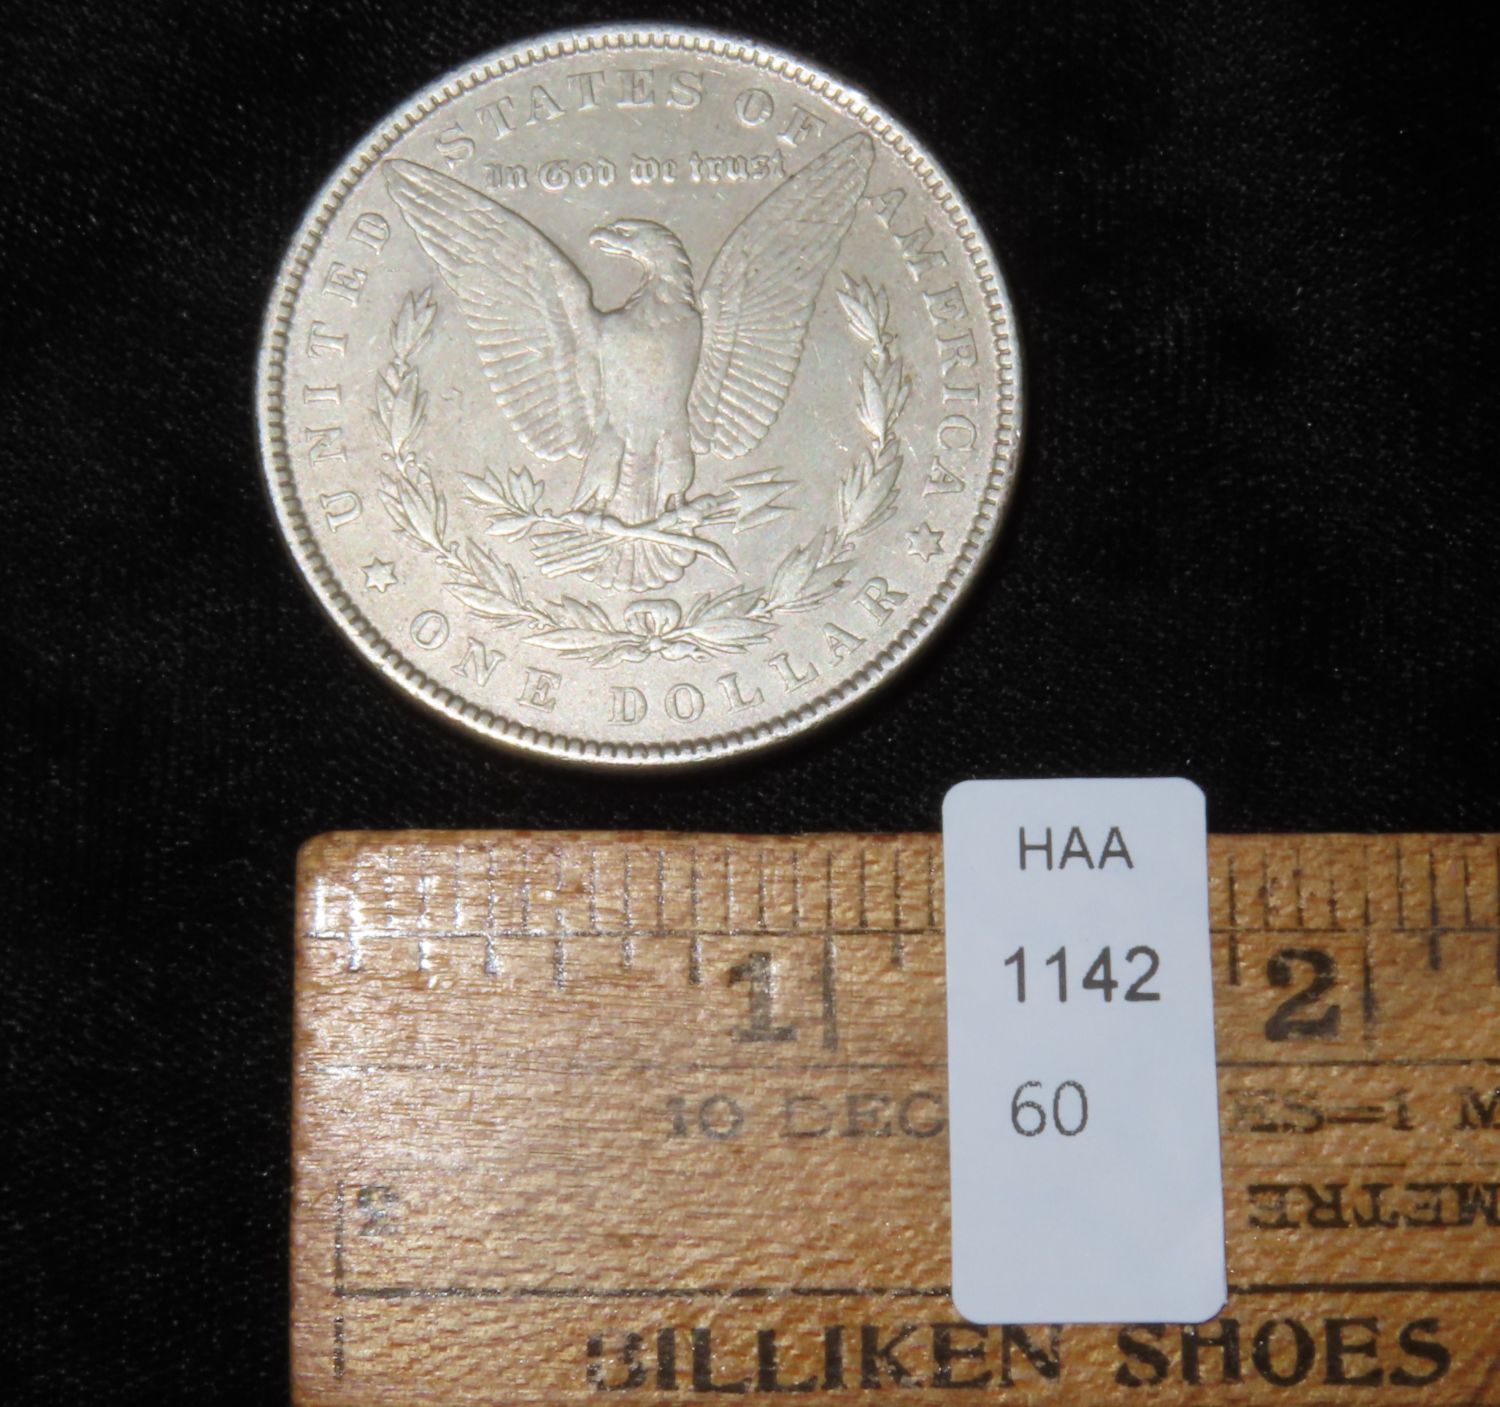 UNITED STATES OF AMERICA
In God we trust
ONE DOLLAR
HAA
1142
60
1
2
10 DEC
ES=1 M
METRE
BILLIKEN SHOES